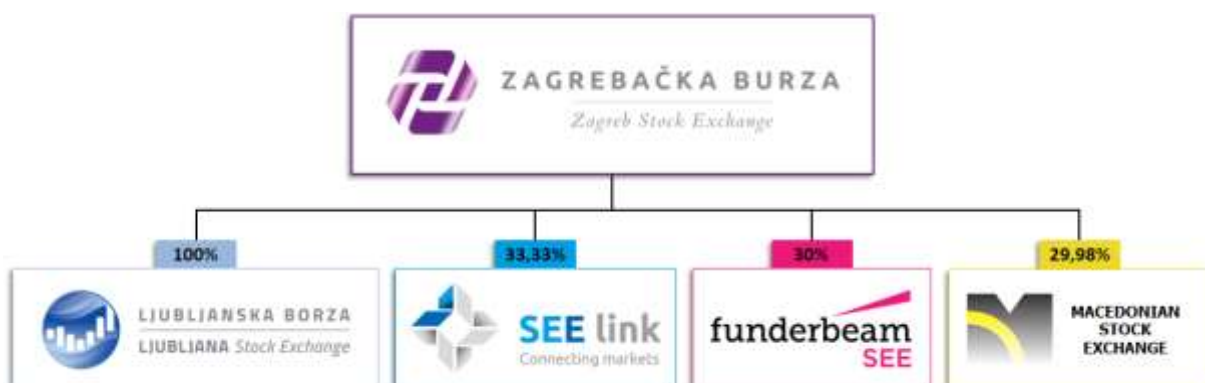 ZAGREBAČKA BURZA
Zagreb Stock Exchange
100%
33,33%
30%
29,98%
LJUBLJANSKA BORZA
LJUBLJANA Stock Exchange
SEE link
Connecting markets
funderbeam
SEE
MACEDONIAN
STOCK
EXCHANGE